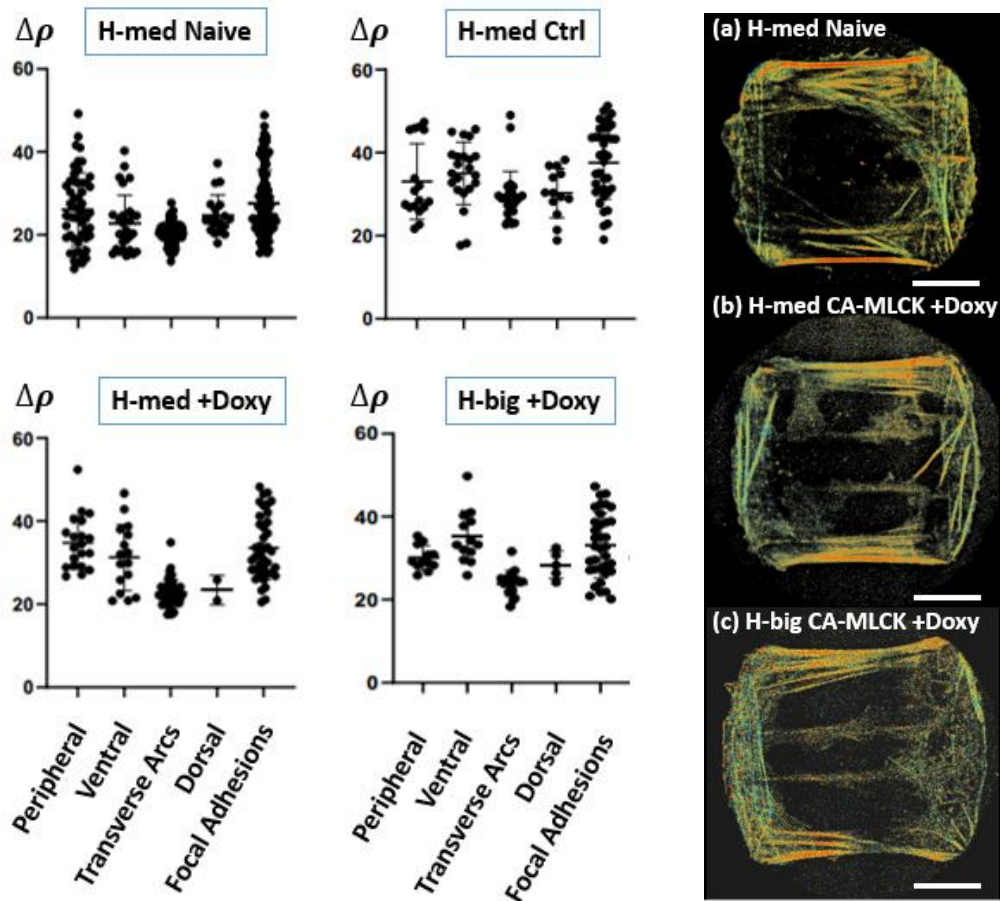 Δρ
H-med Naive
60
40
20
0
Δρ
H-med Ctrl
60
40
20
0
Δρ
H-med +Doxy
60
40
20
0
Peripheral
Ventral
Transverse Arcs
Dorsal
Focal Adhesions
Δρ
H-big +Doxy
60
40
20
0
Peripheral
Ventral
Transverse Arcs
Dorsal
Focal Adhesions
(a) H-med Naive
(b) H-med CA-MLCK +Doxy
(c) H-big CA-MLCK +Doxy